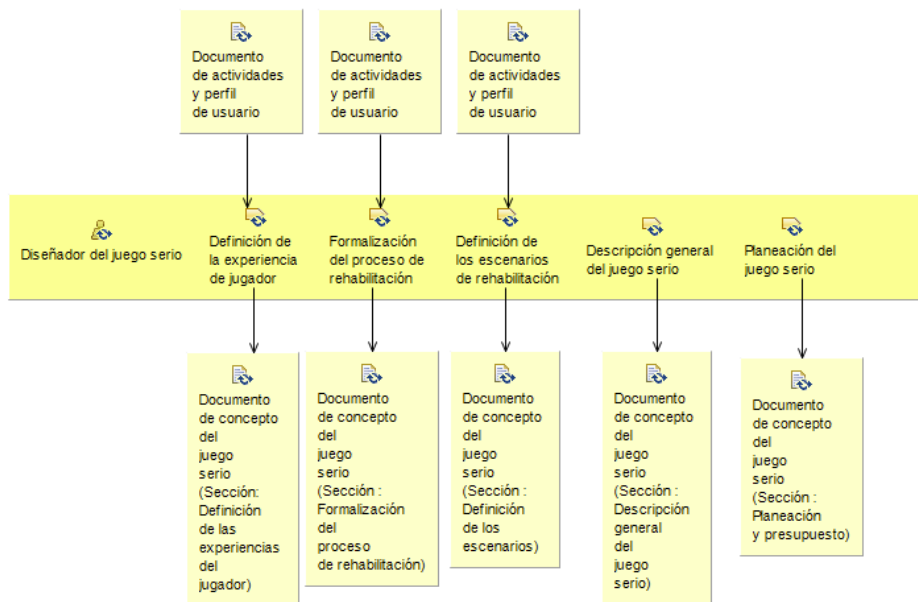 Documento
de actividades
y perfil
de usuario
Documento
de actividades
y perfil
de usuario
Documento
de actividades
y perfil
de usuario
Diseñador del juego serio
Definición de
la experiencia
de jugador
Formalización
del proceso de
rehabilitación
Definición de
los escenarios
de rehabilitación
Descripción general
del juego serio
Planeación del
juego serio
Documento
de concepto
del
juego
serio
(Sección:
Definición
de las
experiencias
del
jugador)
Documento
de concepto
del
juego
serio
(Sección :
Formalización
del
proceso
de rehabilitación)
Documento
de concepto
del
juego
serio
(Sección :
Definición
de los
escenarios)
Documento
de concepto
del
juego
serio
(Sección :
Descripción
general
del
juego
serio)
Documento
de concepto
del
juego
serio
(Sección :
Planeación
y presupuesto)